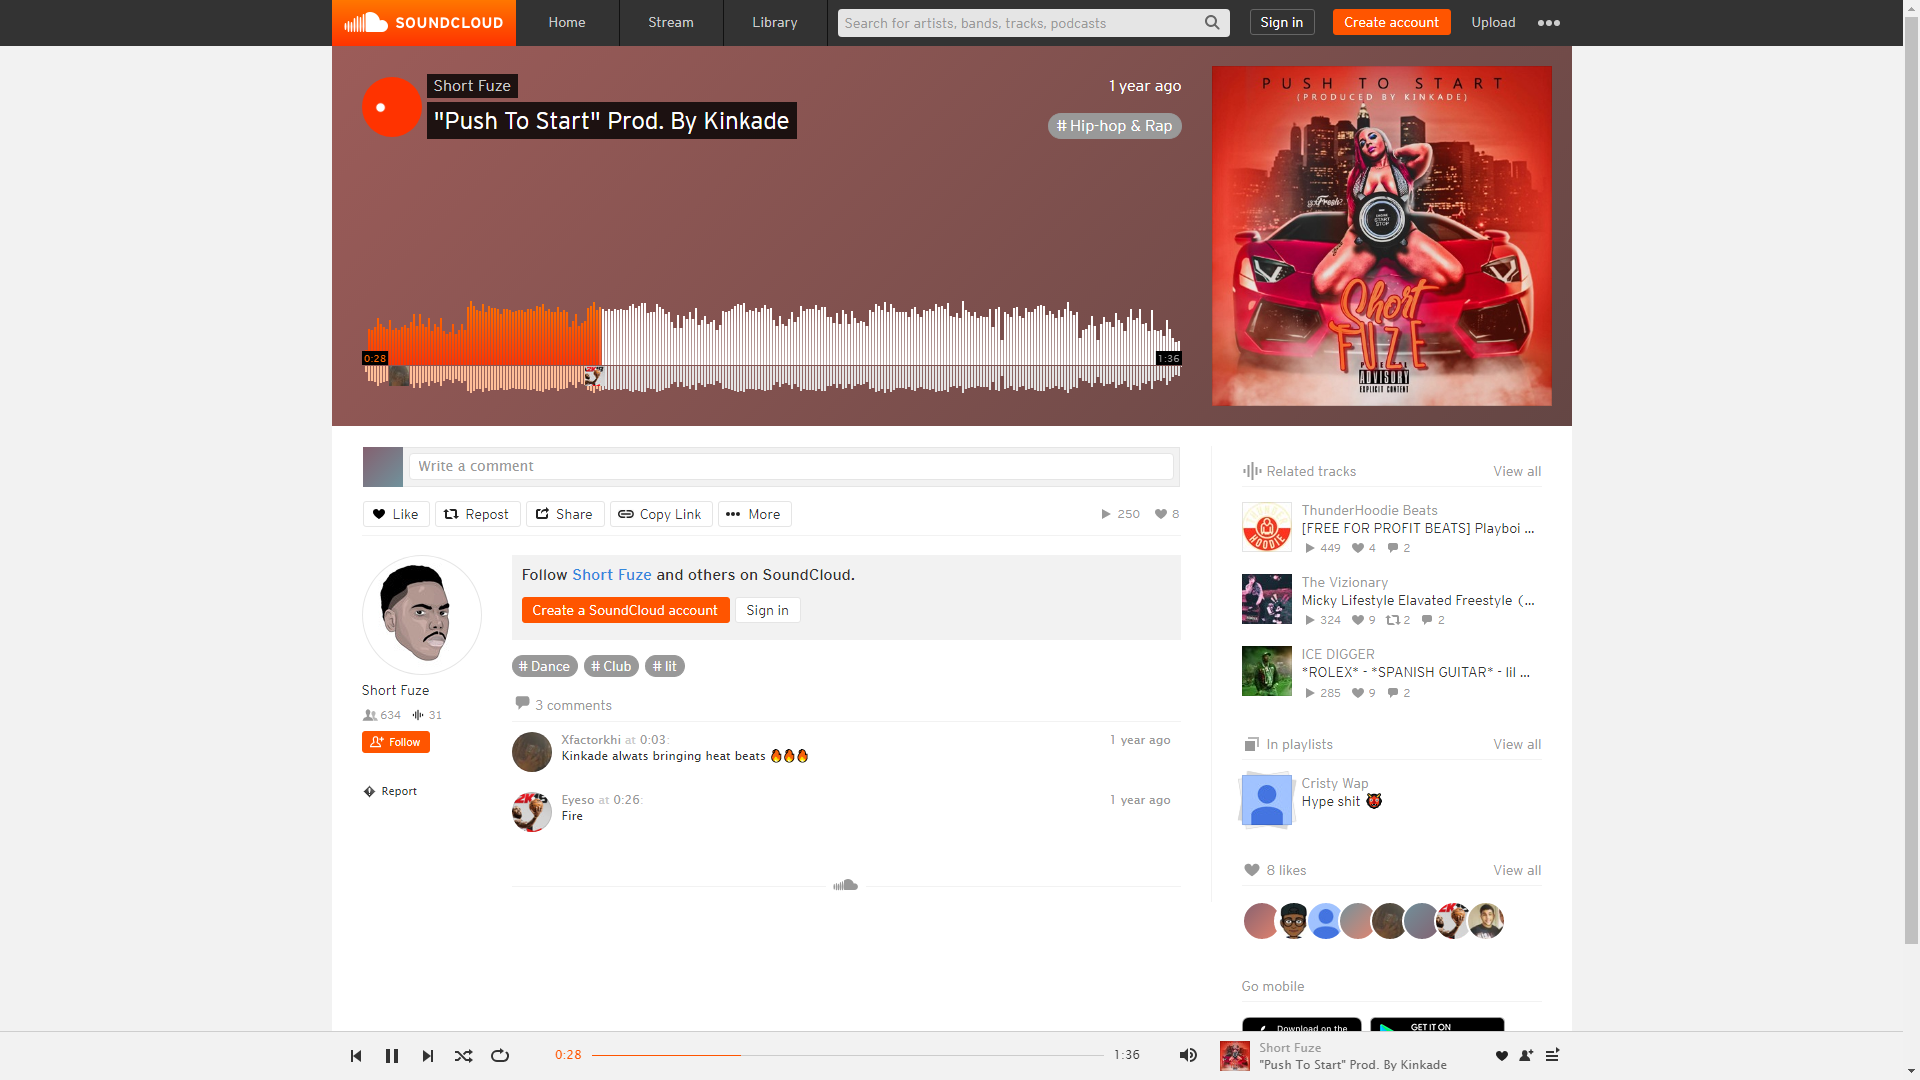 SOUNDCLOUD
Home
Stream
Library
Search for artists, bands, tracks, podcasts
Sign in
Create account
Upload
Short Fuze
"Push To Start" Prod. By Kinkade
1 year ago
# Hip-hop & Rap
PUSH TO START
(PRODUCED BY KINKADE)
START
STOP
Short
FUZE
ADVISORY
EXPLICIT CONTENT
0:28
1:36
Write a comment
Like
Repost
Share
Copy Link
More
250
8
Follow Short Fuze and others on SoundCloud.
Create a SoundCloud account
Sign in
# Dance
# Club
# lit
Short Fuze
634
31
Follow
Report
3 comments
Xfactorkhi at 0:03:
1 year ago
Kinkade alwats bringing heat beats 🔥🔥🔥
Eyeso at 0:26:
1 year ago
Fire
Related tracks
View all
HOODIE
ThunderHoodie Beats
[FREE FOR PROFIT BEATS] Playboi ...
449
4
2
The Vizionary
Micky Lifestyle Elavated Freestyle (...
324
9
2
2
ICE DIGGER
*ROLEX* - *SPANISH GUITAR* - lil ...
285
9
2
In playlists
View all
Cristy Wap
Hype shit 👹
8 likes
View all
Go mobile
Download on the
GET IT ON
0:28
1:36
Short Fuze
"Push To Start" Prod. By Kinkade